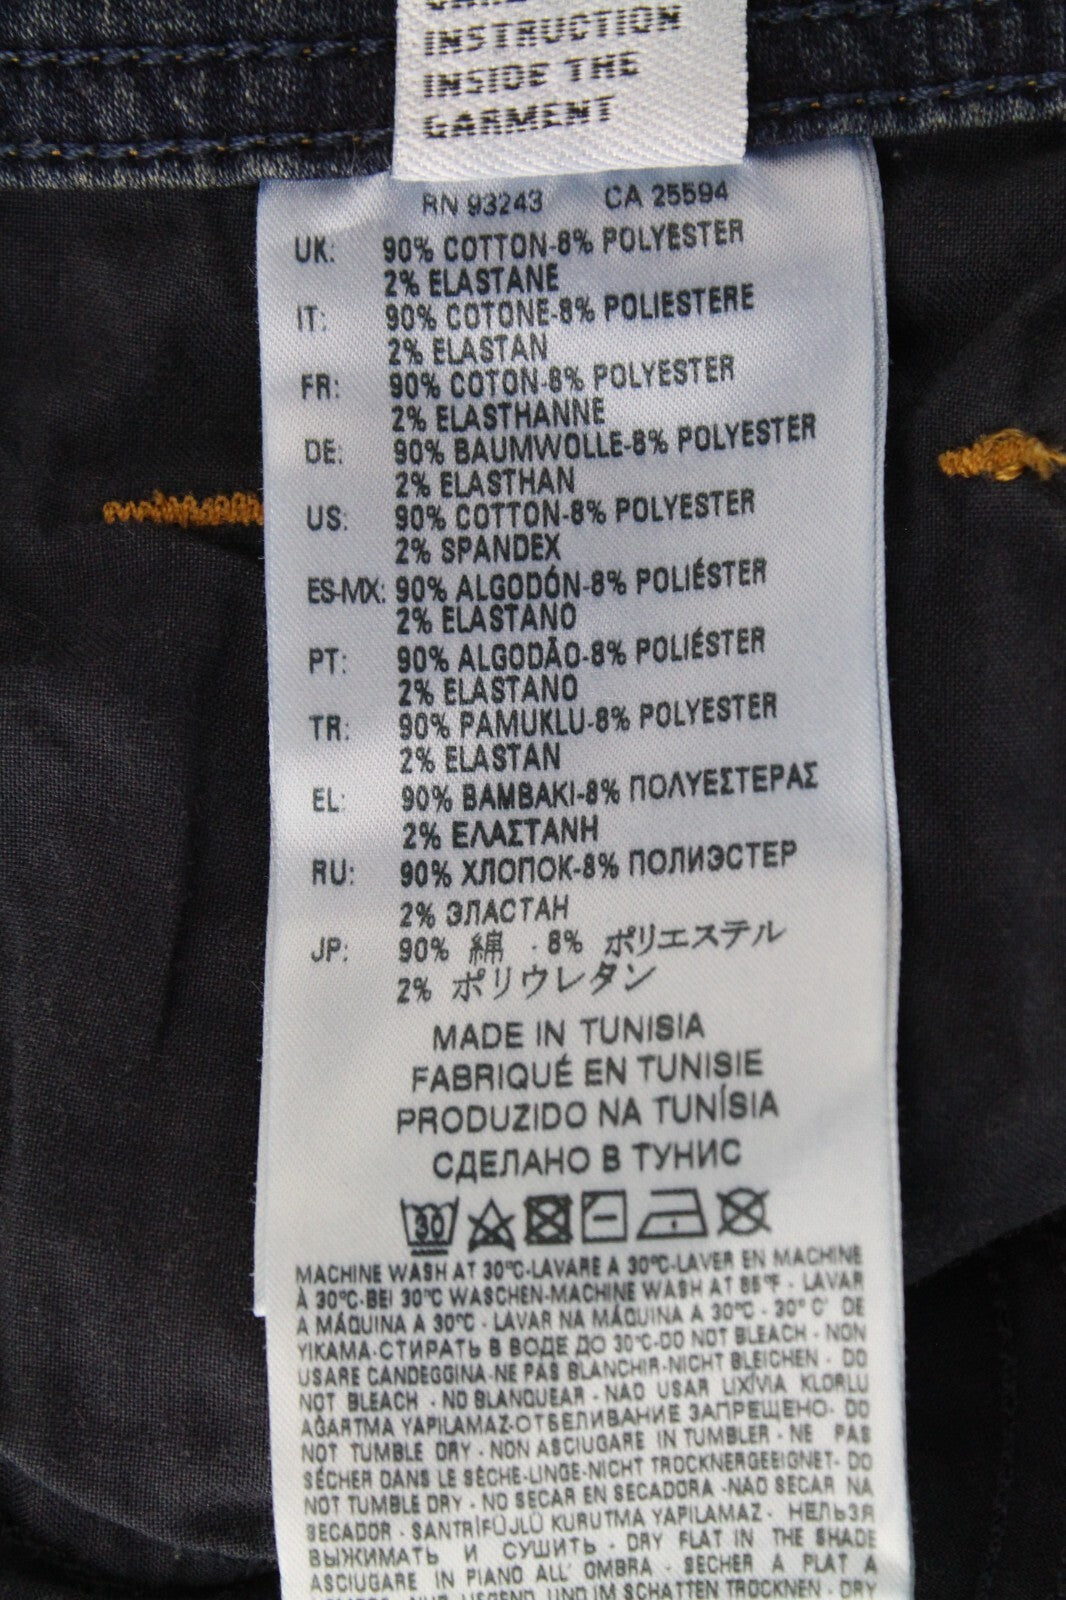 INSTRUCTION
INSIDE THE
GARMENT
RN 93243 CA 25594
UK: 90% COTTON-8% POLYESTER
2% ELASTANE
IT: 90% COTONE-8% POLIESTERE
2% ELASTAN
FR: 90% COTON-8% POLYESTER
2% ELASTHANNE
DE: 90% BAUMWOLLE-8% POLYESTER
2% ELASTHAN
US: 90% COTTON-8% POLYESTER
2% SPANDEX
ES-MX: 90% ALGODÓN-8% POLIÉSTER
2% ELASTANO
PT: 90% ALGODÃO-8% POLIÉSTER
2% ELASTANO
TR: 90% PAMUKLU-8% POLYESTER
2% ELASTAN
EL: 90% ΒΑΜΒΑΚΙ-8% ΠΟΛΥΕΣΤΕΡΑΣ
2% ΕΛΑΣΤΑΝΗ
RU: 90% ХЛОПОК-8% ПОЛИЭСТЕР
2% ЭЛАСТАН
JP: 90% 綿 . 8% ポリエステル
2% ポリウレタン
MADE IN TUNISIA
FABRIQUÉ EN TUNISIE
PRODUZIDO NA TUNÍSIA
СДЕЛАНО В ТУНИС
30
MACHINE WASH AT 30°C-LAVARE A 30°C-LAVER EN MACHINE
À 30°C-BEI 30°C WASCHEN-MACHINE WASH AT 85°F - LAVAR
A MÁQUINA A 30°C - LAVAR NA MÁQUINA A 30°C - 30° C' DE
YIKAMA-СТИРАТЬ В ВОДЕ ДО 30°C-DO NOT BLEACH - NON
USARE CANDEGGINA-NE PAS BLANCHIR-NICHT BLEICHEN - DO
NOT BLEACH - NO BLANQUEAR - NAO USAR LIXÍVIA KLORLU
AĞARTMA YAPILAMAZ-ОТБЕЛИВАНИЕ ЗАПРЕЩЕНО- DO
NOT TUMBLE DRY - NON ASCIUGARE IN TUMBLER - NE PAS
SÉCHER DANS LE SÈCHE-LINGE-NICHT TROCKNERGEEIGNET- DO
NOT TUMBLE DRY - NO SECAR EN SECADORA -NAO SECAR NA
SECADOR - SANTRİFÜJLÜ KURUTMA YAPILAMAZ - НЕЛЬЗЯ
ВЫЖИМАТЬ И СУШИТЬ - DRY FLAT IN THE SHADE
ASCIUGARE IN PIANO ALL' OMBRA - SECHER A PLAT A
UND IM SCHATTEN TROCKNEN - DRY